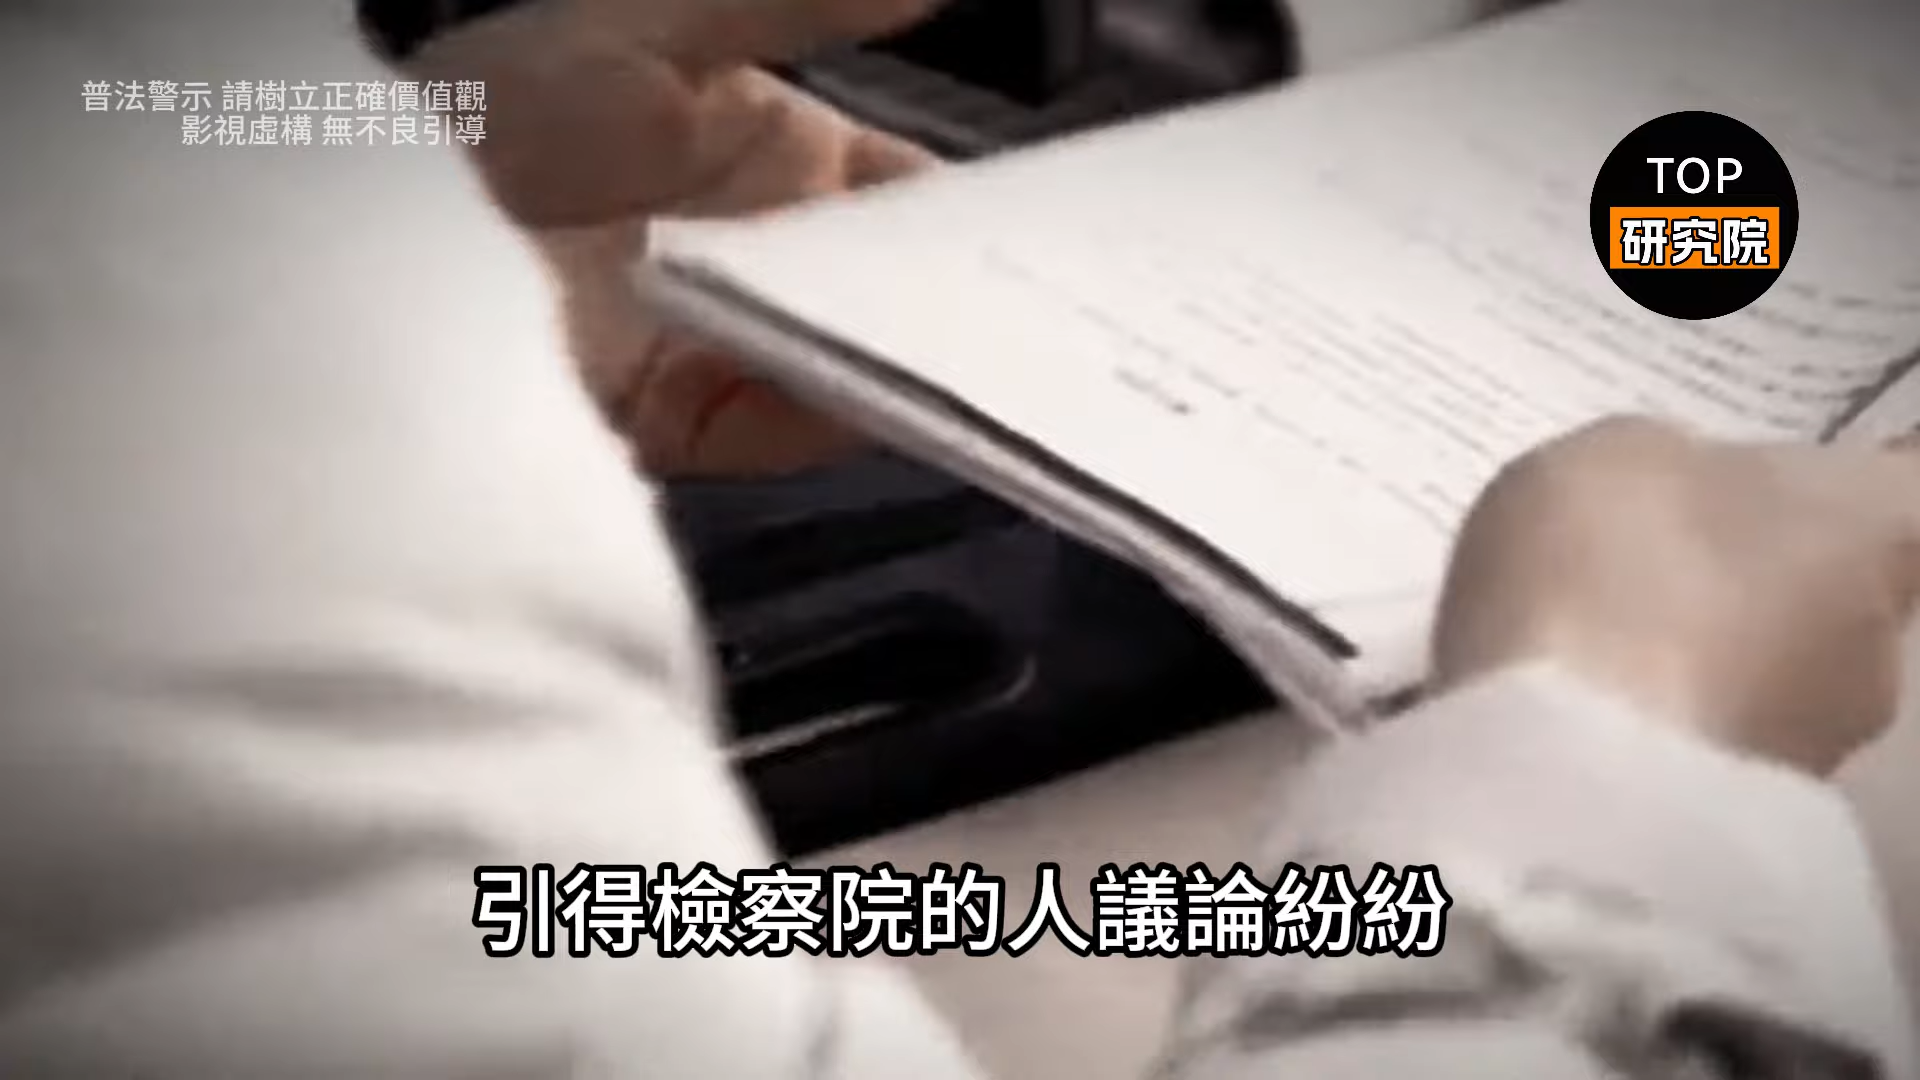 普法警示 請樹立正確價值觀
影視虛構 無不良引導
TOP
研究院
引得檢察院的人議論紛紛